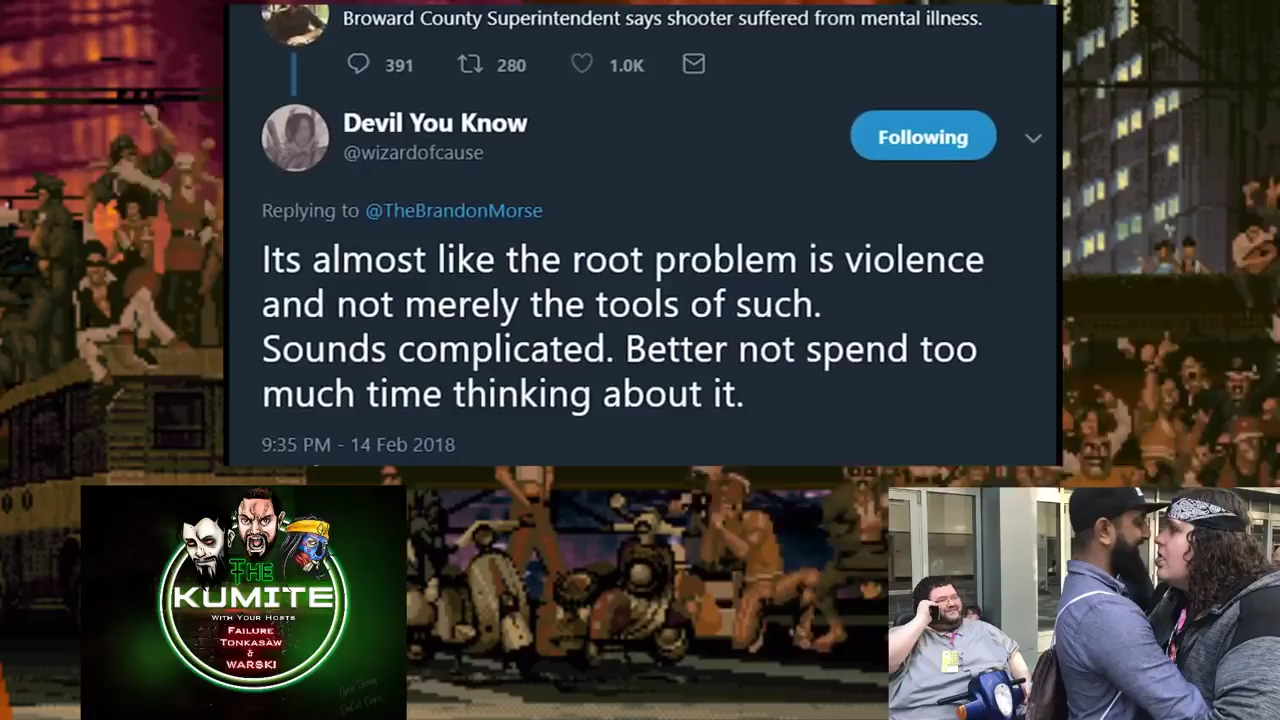 Broward County Superintendent says shooter suffered from mental illness.
391 280 1.0K
Devil You Know
@wizardofcause
Following
Replying to @TheBrandonMorse
Its almost like the root problem is violence
and not merely the tools of such.
Sounds complicated. Better not spend too
much time thinking about it.
9:35 PM - 14 Feb 2018
THE
KUMITE
WITH YOUR HOSTS
FAILURE
TONKASAW
&
WARSKI